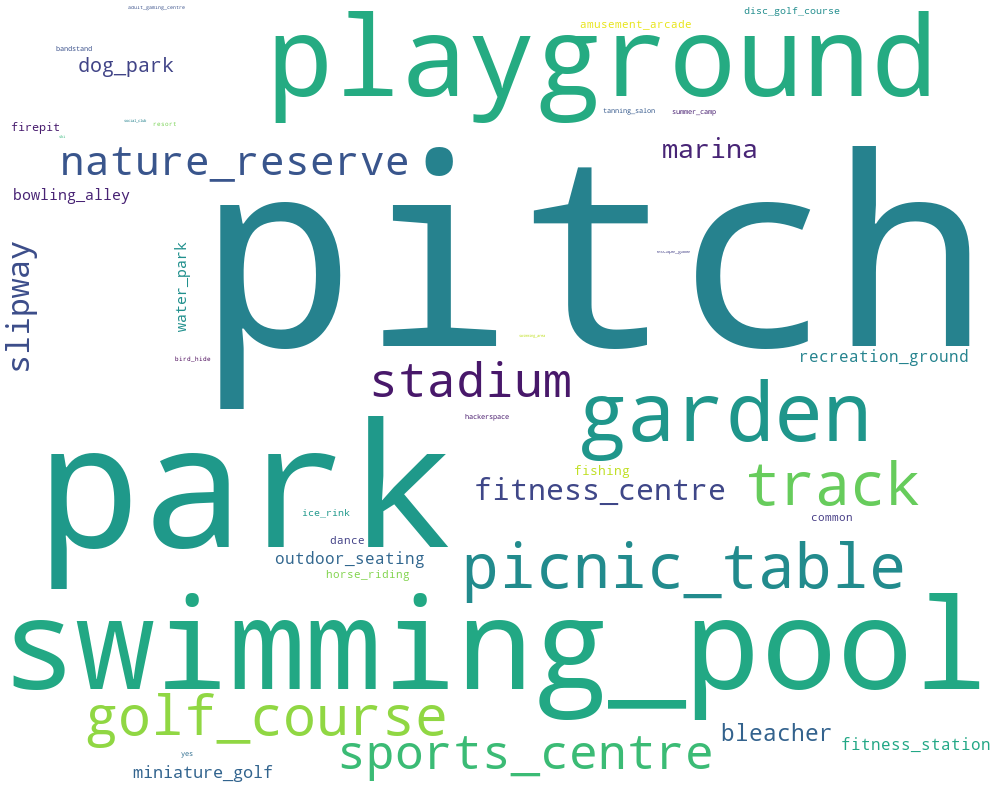 adult_gaming_centre
disc_golf_course
playground
amusement_arcade
bandstand
dog_park
tanning_salon
summer_camp
social_club
resort
firepit
marina
nature_reserve
pitch
bowling_alley
slipway
water_park
escape_game
bird_hide
recreation_ground
stadium
garden
hackerspace
park
fishing
track
fitness_centre
ice_rink
common
dance
outdoor_seating
picnic_table
horse_riding
swimming_pool
golf_course
bleacher
sports_centre
fitness_station
yes
miniature_golf